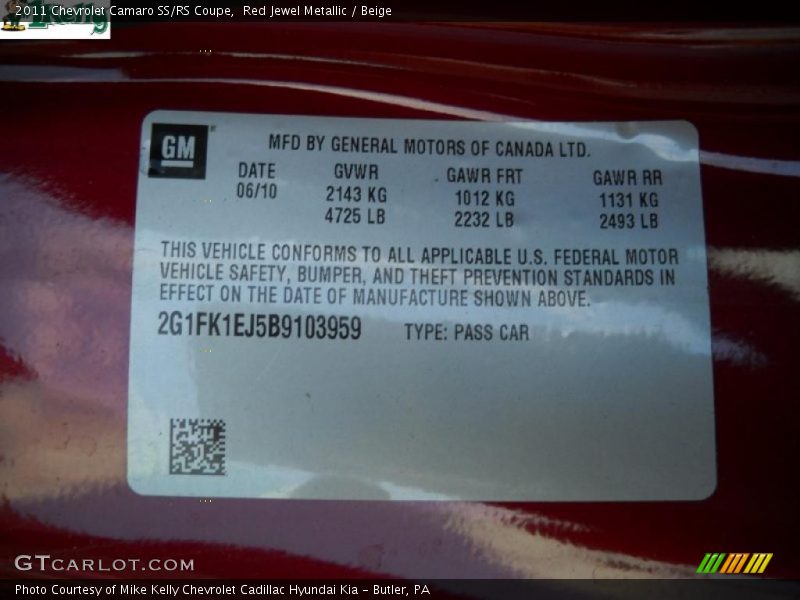 2011 Chevrolet Camaro SS/RS Coupe, Red Jewel Metallic / Beige
GM
MFD BY GENERAL MOTORS OF CANADA LTD.
DATE GVWR GAWR FRT GAWR RR
06/10 2143 KG 1012 KG 1131 KG
4725 LB 2232 LB 2493 LB
THIS VEHICLE CONFORMS TO ALL APPLICABLE U.S. FEDERAL MOTOR
VEHICLE SAFETY, BUMPER, AND THEFT PREVENTION STANDARDS IN
EFFECT ON THE DATE OF MANUFACTURE SHOWN ABOVE.
2G1FK1EJ5B9103959 TYPE: PASS CAR
GTCARLOT.COM
Photo Courtesy of Mike Kelly Chevrolet Cadillac Hyundai Kia - Butler, PA